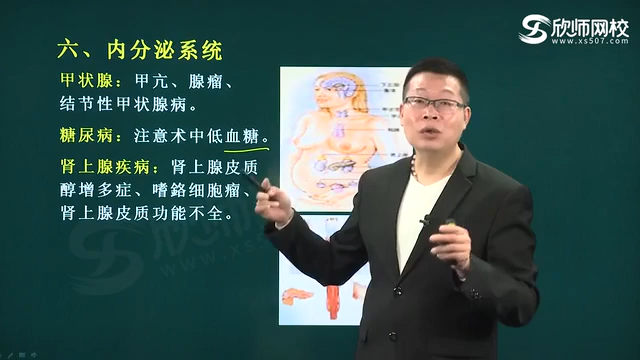 欣师网校
www.xs507.com
六、内分泌系统
甲状腺：甲亢、腺瘤、
结节性甲状腺病。
糖尿病：注意术中低血糖。
肾上腺疾病：肾上腺皮质
醇增多症、嗜鉻细胞瘤、
肾上腺皮质功能不全。